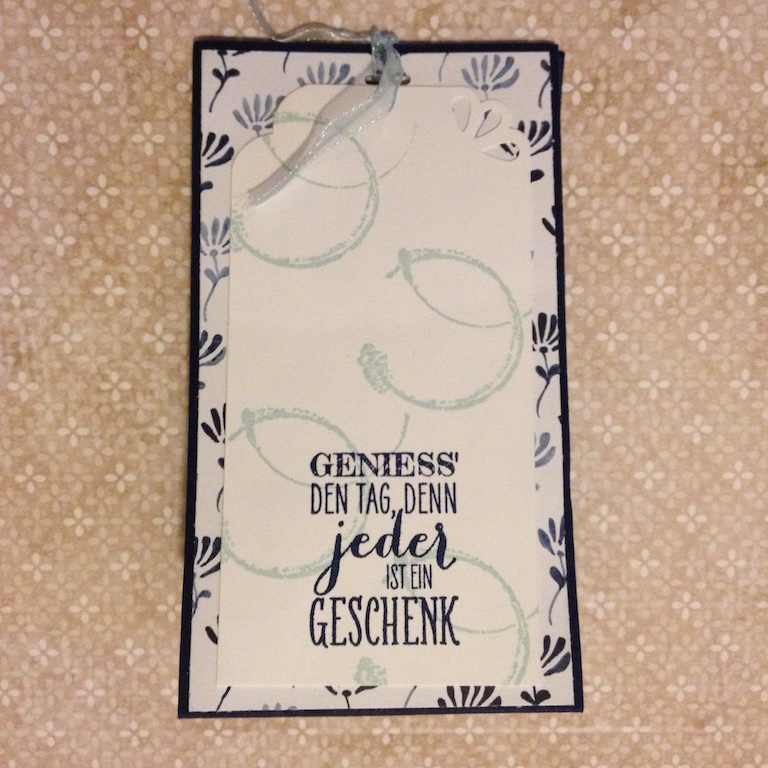 GENIESS'
DEN TAG, DENN
jeder
IST EIN
GESCHENK